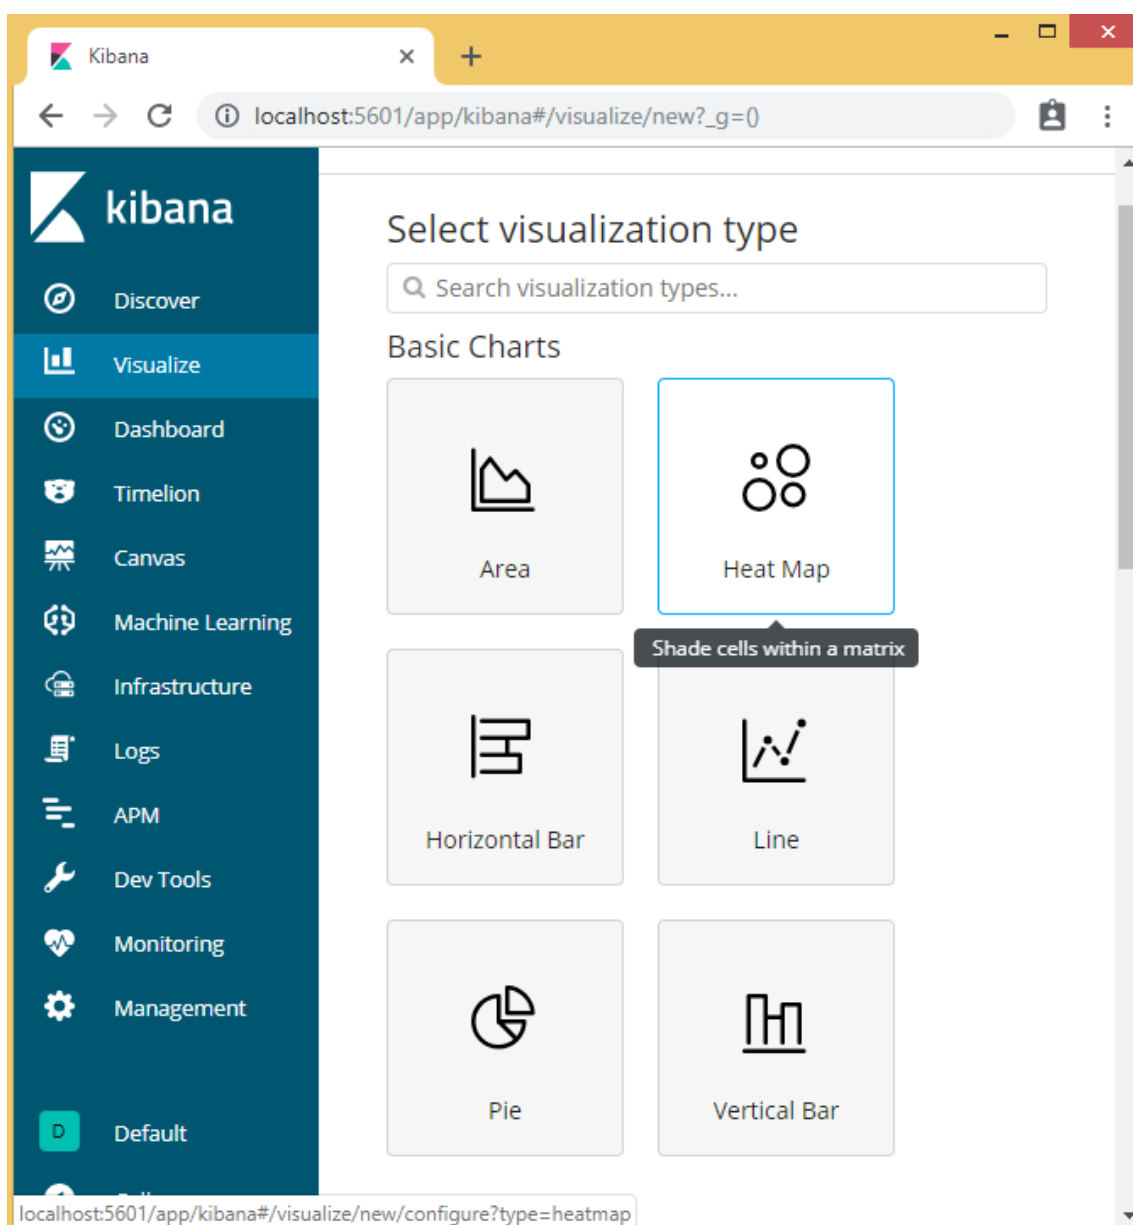 Kibana
localhost:5601/app/kibana#/visualize/new?_g=()
kibana
Discover
Visualize
Dashboard
Timelion
Canvas
Machine Learning
Infrastructure
Logs
APM
Dev Tools
Monitoring
Management
D Default
Select visualization type
Search visualization types...
Basic Charts
Area
Heat Map
Shade cells within a matrix
Horizontal Bar
Line
Pie
Vertical Bar
localhost:5601/app/kibana#/visualize/new/configure?type=heatmap